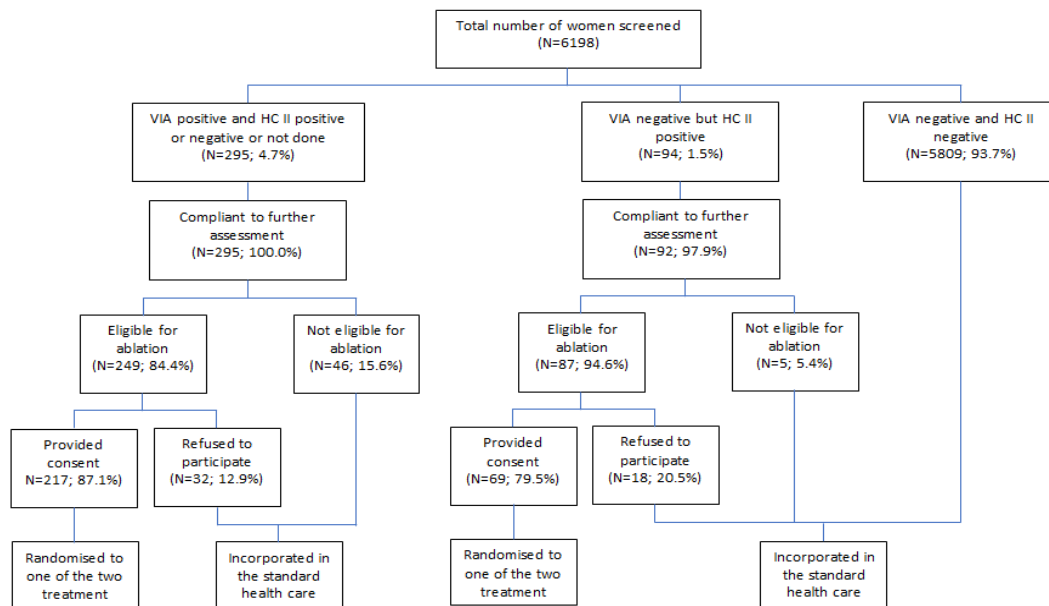 Total number of women screened
(N=6198)
VIA positive and HC II positive
or negative or not done
(N=295; 4.7%)
VIA negative but HC II
positive
(N=94; 1.5%)
VIA negative and HC II
negative
(N=5809; 93.7%)
Compliant to further
assessment
(N=295; 100.0%)
Compliant to further
assessment
(N=92; 97.9%)
Eligible for
ablation
(N=249; 84.4%)
Not eligible for
ablation
(N=46; 15.6%)
Eligible for
ablation
(N=87; 94.6%)
Not eligible for
ablation
(N=5; 5.4%)
Provided
consent
N=217; 87.1%)
Refused to
participate
(N=32; 12.9%)
Provided
consent
(N=69; 79.5%)
Refused to
participate
(N=18; 20.5%)
Randomised to
one of the two
treatment
Incorporated in
the standard
health care
Randomised to
one of the two
treatment
Incorporated in
the standard
health care